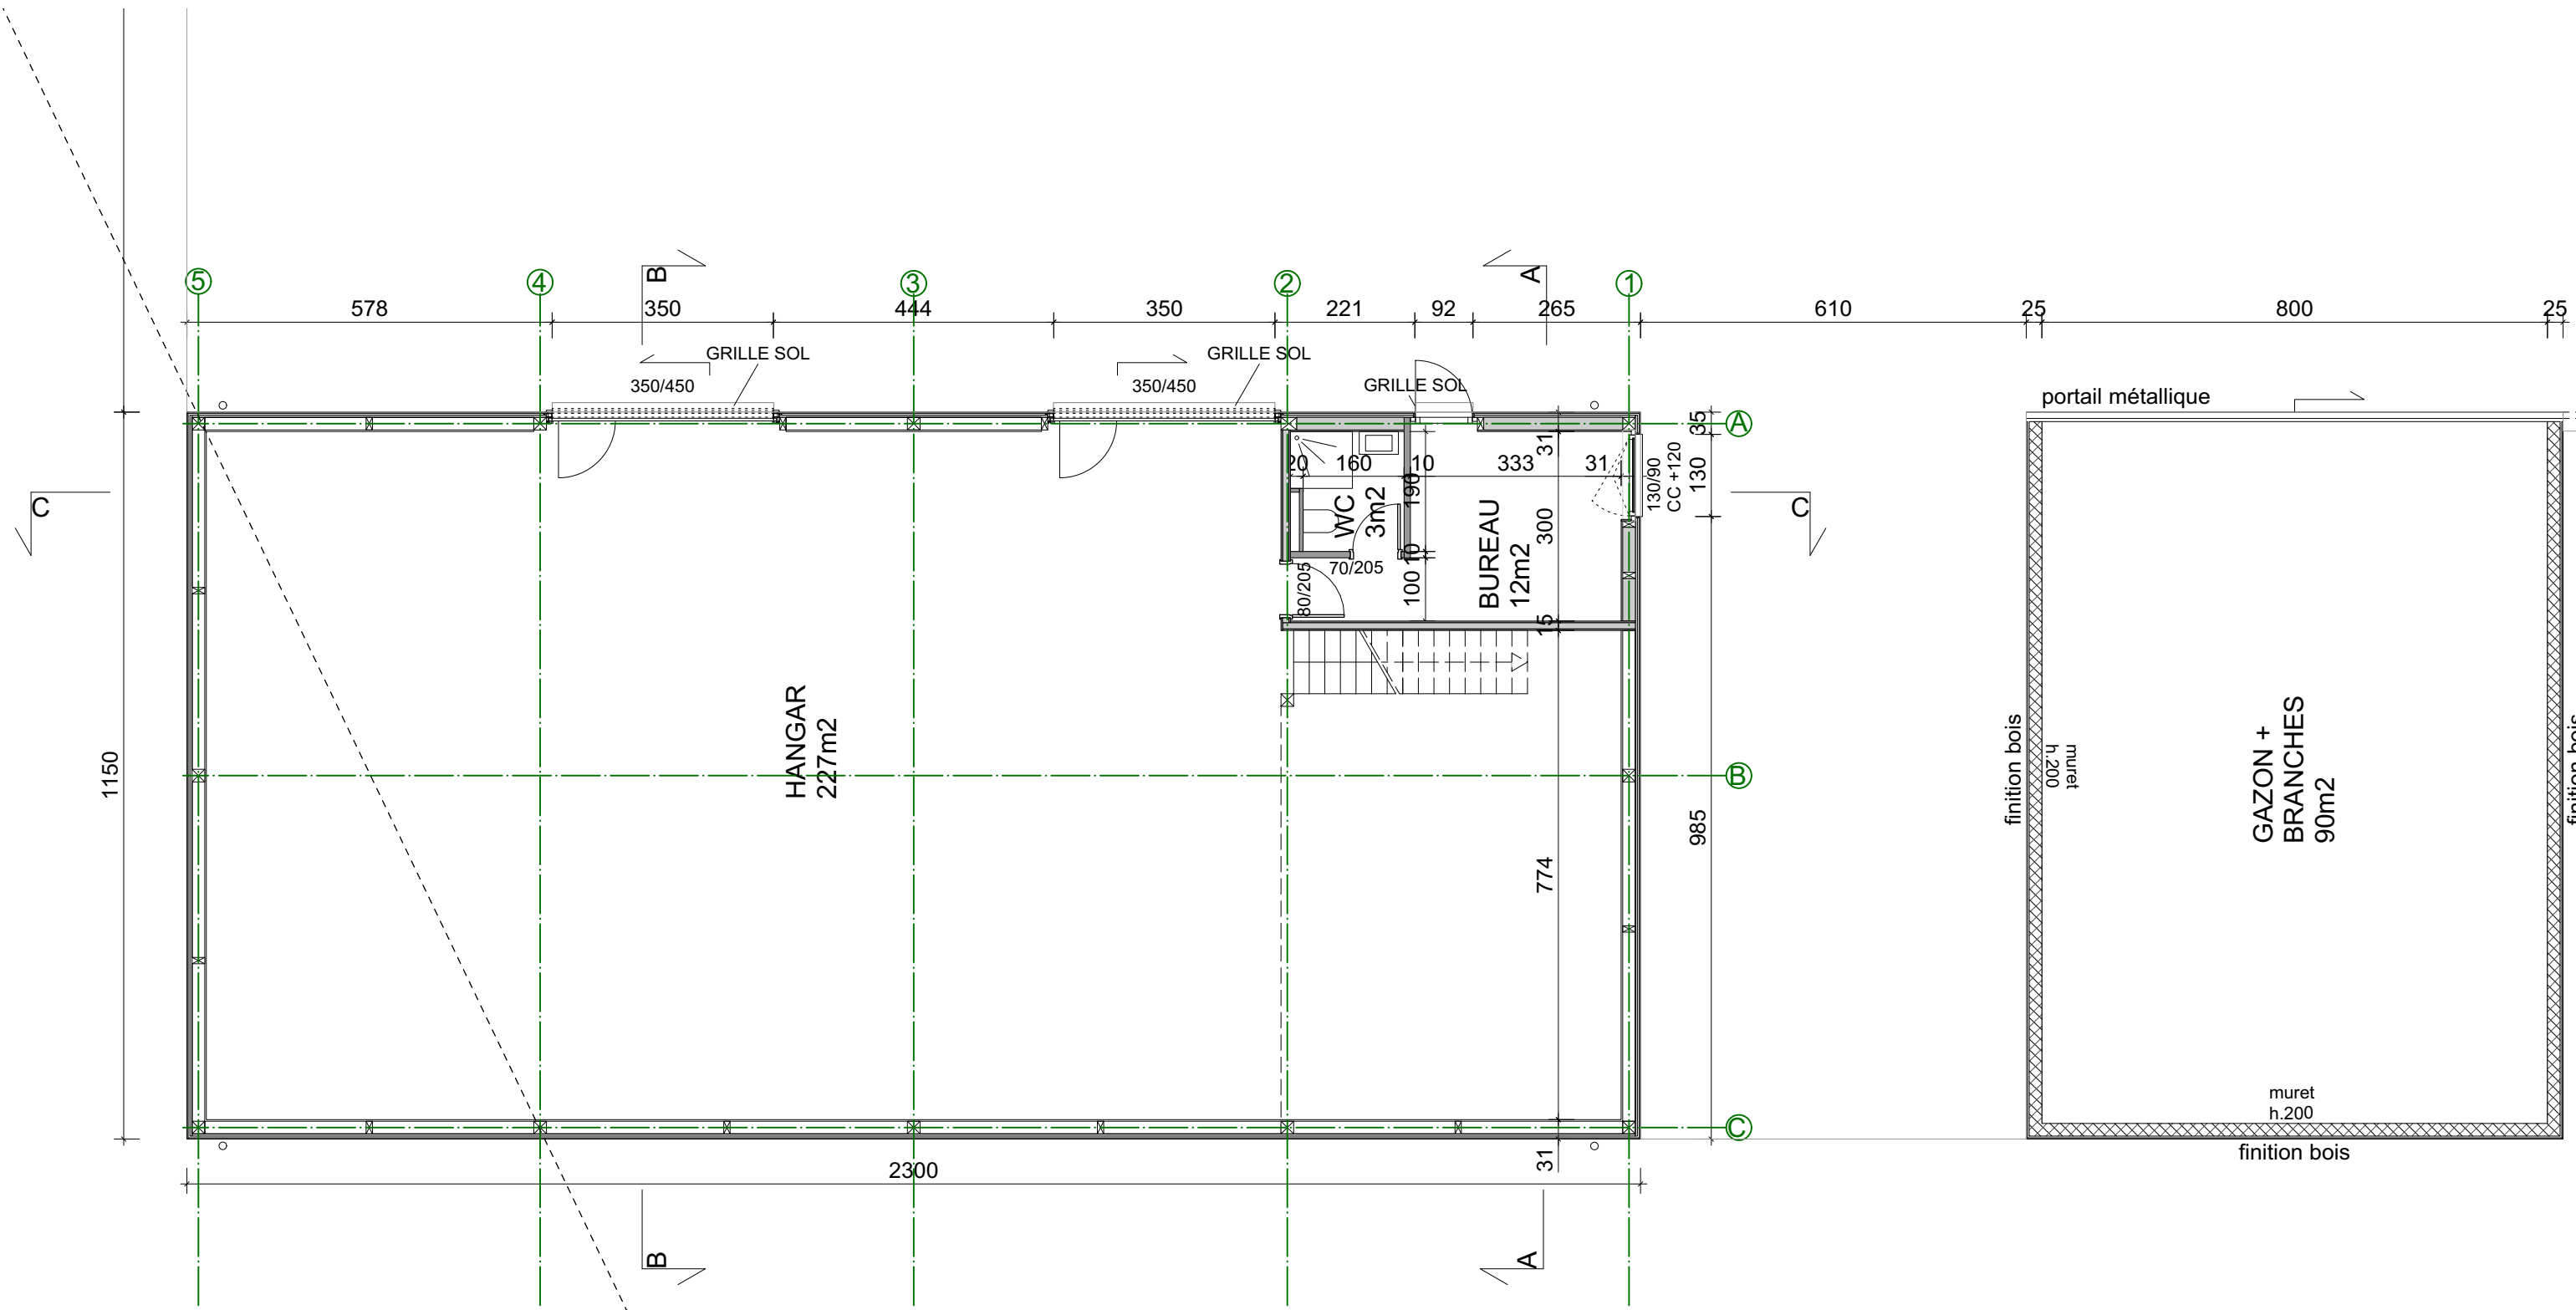 5
4
3
2
1
B
A
578
350
444
350
221
92
265
610
25
800
25
GRILLE SOL
GRILLE SOL
GRILLE SOL
350/450
350/450
portail métallique
A
35
31
130
130/90
CC +120
20
160
10
333
31
190
WC
3m2
C
C
BUREAU
12m2
300
10
100
70/205
80/205
15
HANGAR
227m2
1150
B
774
985
finition bois
muret
h.200
GAZON +
BRANCHES
90m2
finition bois
muret
h.200
finition bois
C
31
2300
B
A